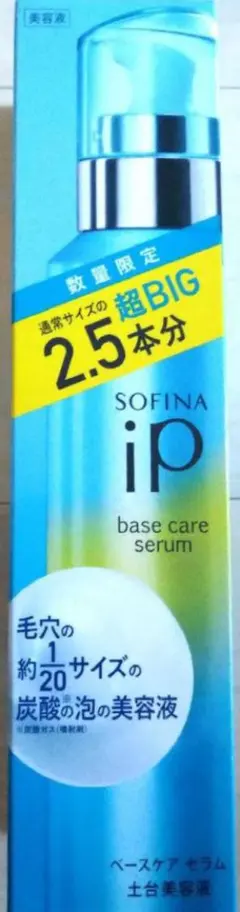 美容液
数量限定
通常サイズの超BIG
2.5本分
SOFINA
iP
base care
serum
毛穴の
約1/20サイズの
炭酸※の泡の美容液
※炭酸ガス(噴射剤)
ベースケア セラム
土台美容液